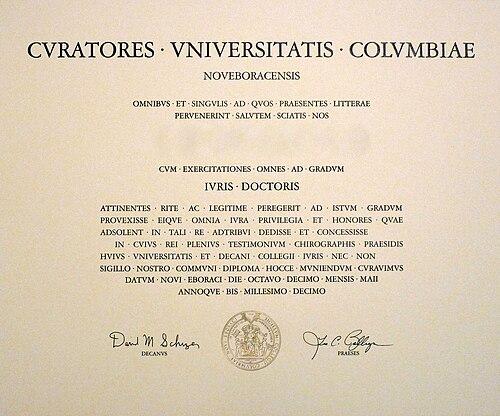 CVRATORES · VNIVERSITATIS · COLVMBIAE
NOVEBORACENSIS
OMNIBVS · ET · SINGVLIS · AD · QVOS · PRAESENTES · LITTERAE
PERVENERINT · SALVTEM · SCIATIS · NOS
CVM · EXERCITATIONES · OMNES · AD · GRADVM
IVRIS · DOCTORIS
ATTINENTES · RITE · AC · LEGITIME · PEREGERIT · AD · ISTVM · GRADVM
PROVEXISSE · EIQVE · OMNIA · IVRA · PRIVILEGIA · ET · HONORES · QVAE
ADSOLENT · IN · TALI · RE · ADTRIBVI · DEDISSE · ET · CONCESSISSE
IN · CVIVS · REI · PLENIVS · TESTIMONIVM · CHIROGRAPHIS · PRAESIDIS
HVIVS · VNIVERSITATIS · ET · DECANI · COLLEGII · IVRIS · NEC · NON
SIGILLO · NOSTRO · COMMVNI · DIPLOMA · HOCCE · MVNIENDVM · CVRAVIMVS
DATVM · NOVI · EBORACI · DIE · OCTAVO · DECIMO · MENSIS · MAII
ANNOQVE · BIS · MILLESIMO · DECIMO
David M Schizer
DECANVS
PRAESES